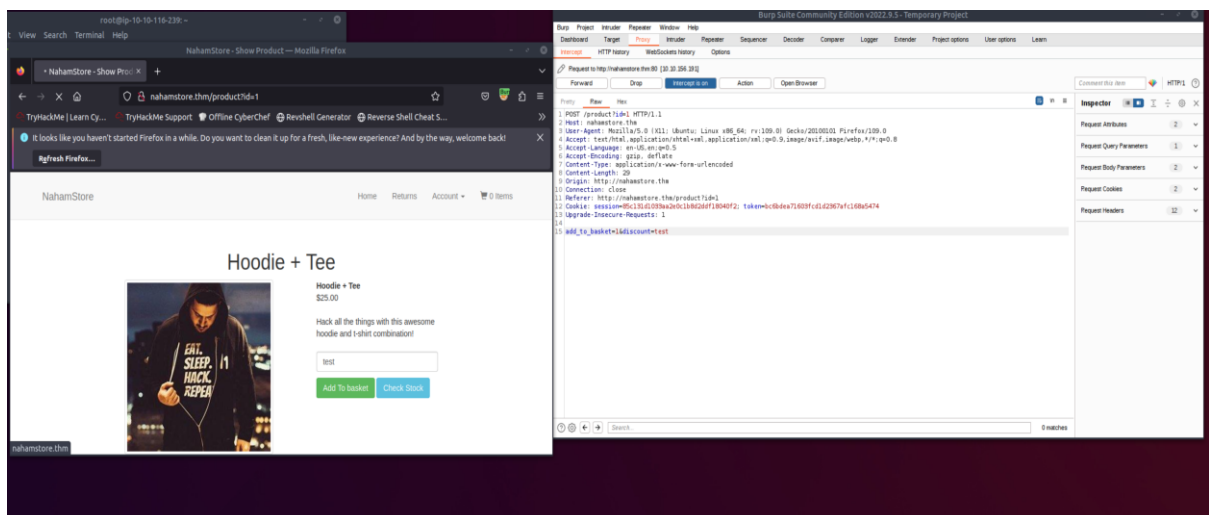 root@ip-10-10-116-239: ~
t View Search Terminal Help
NahamStore - Show Product — Mozilla Firefox
NahamStore - Show Prod
nahamstore.thm/product?id=1
TryHackMe | Learn Cy... TryHackMe Support Offline CyberChef Revshell Generator Reverse Shell Cheat S...
It looks like you haven't started Firefox in a while. Do you want to clean it up for a fresh, like-new experience? And by the way, welcome back!
Refresh Firefox...
NahamStore Home Returns Account 0 Items
Hoodie + Tee
Hoodie + Tee
$25.00
Hack all the things with this awesome
hoodie and t-shirt combination!
test
Add To basket Check Stock
EAT.
SLEEP.
HACK.
REPEAT
nahamstore.thm
Burp Suite Community Edition v2022.9.5 - Temporary Project
Burp Project Intruder Repeater Window Help
Dashboard Target Proxy Intruder Repeater Sequencer Decoder Comparer Logger Extender Project options User options Learn
Intercept HTTP history WebSockets history Options
Request to http://nahamstore.thm:80 [10.10.156.191]
Forward Drop Intercept is on Action Open Browser Comment this item HTTP/1
Pretty Raw Hex
1 POST /product?id=1 HTTP/1.1
2 Host: nahamstore.thm
3 User-Agent: Mozilla/5.0 (X11; Ubuntu; Linux x86_64; rv:109.0) Gecko/20100101 Firefox/109.0
4 Accept: text/html,application/xhtml+xml,application/xml;q=0.9,image/avif,image/webp,*/*;q=0.8
5 Accept-Language: en-US,en;q=0.5
6 Accept-Encoding: gzip, deflate
7 Content-Type: application/x-www-form-urlencoded
8 Content-Length: 29
9 Origin: http://nahamstore.thm
10 Connection: close
11 Referer: http://nahamstore.thm/product?id=1
12 Cookie: session= token=
13 Upgrade-Insecure-Requests: 1
14
15 add_to_basket=1&discount=test
Inspector
Request Attributes 2
Request Query Parameters 1
Request Body Parameters 2
Request Cookies 2
Request Headers 12
Search... 0 matches